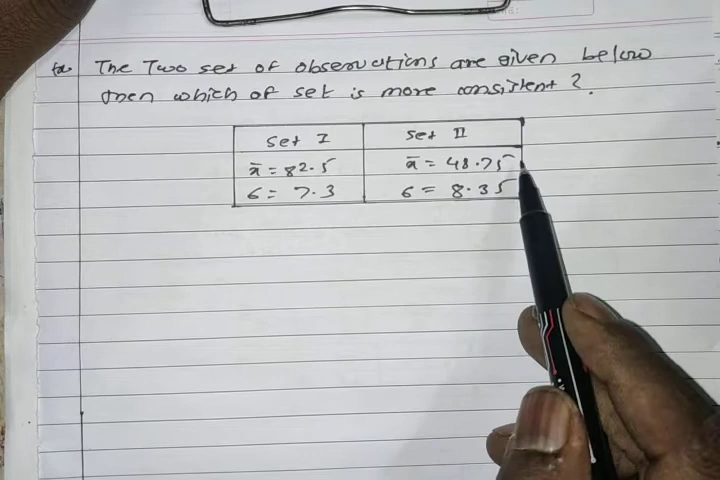 Ex The Two set of observations are given below
then which of set is more consistent ?.
Set I Set II
x̄ = 82.5 x̄ = 48.75
σ = 7.3 σ = 8.35